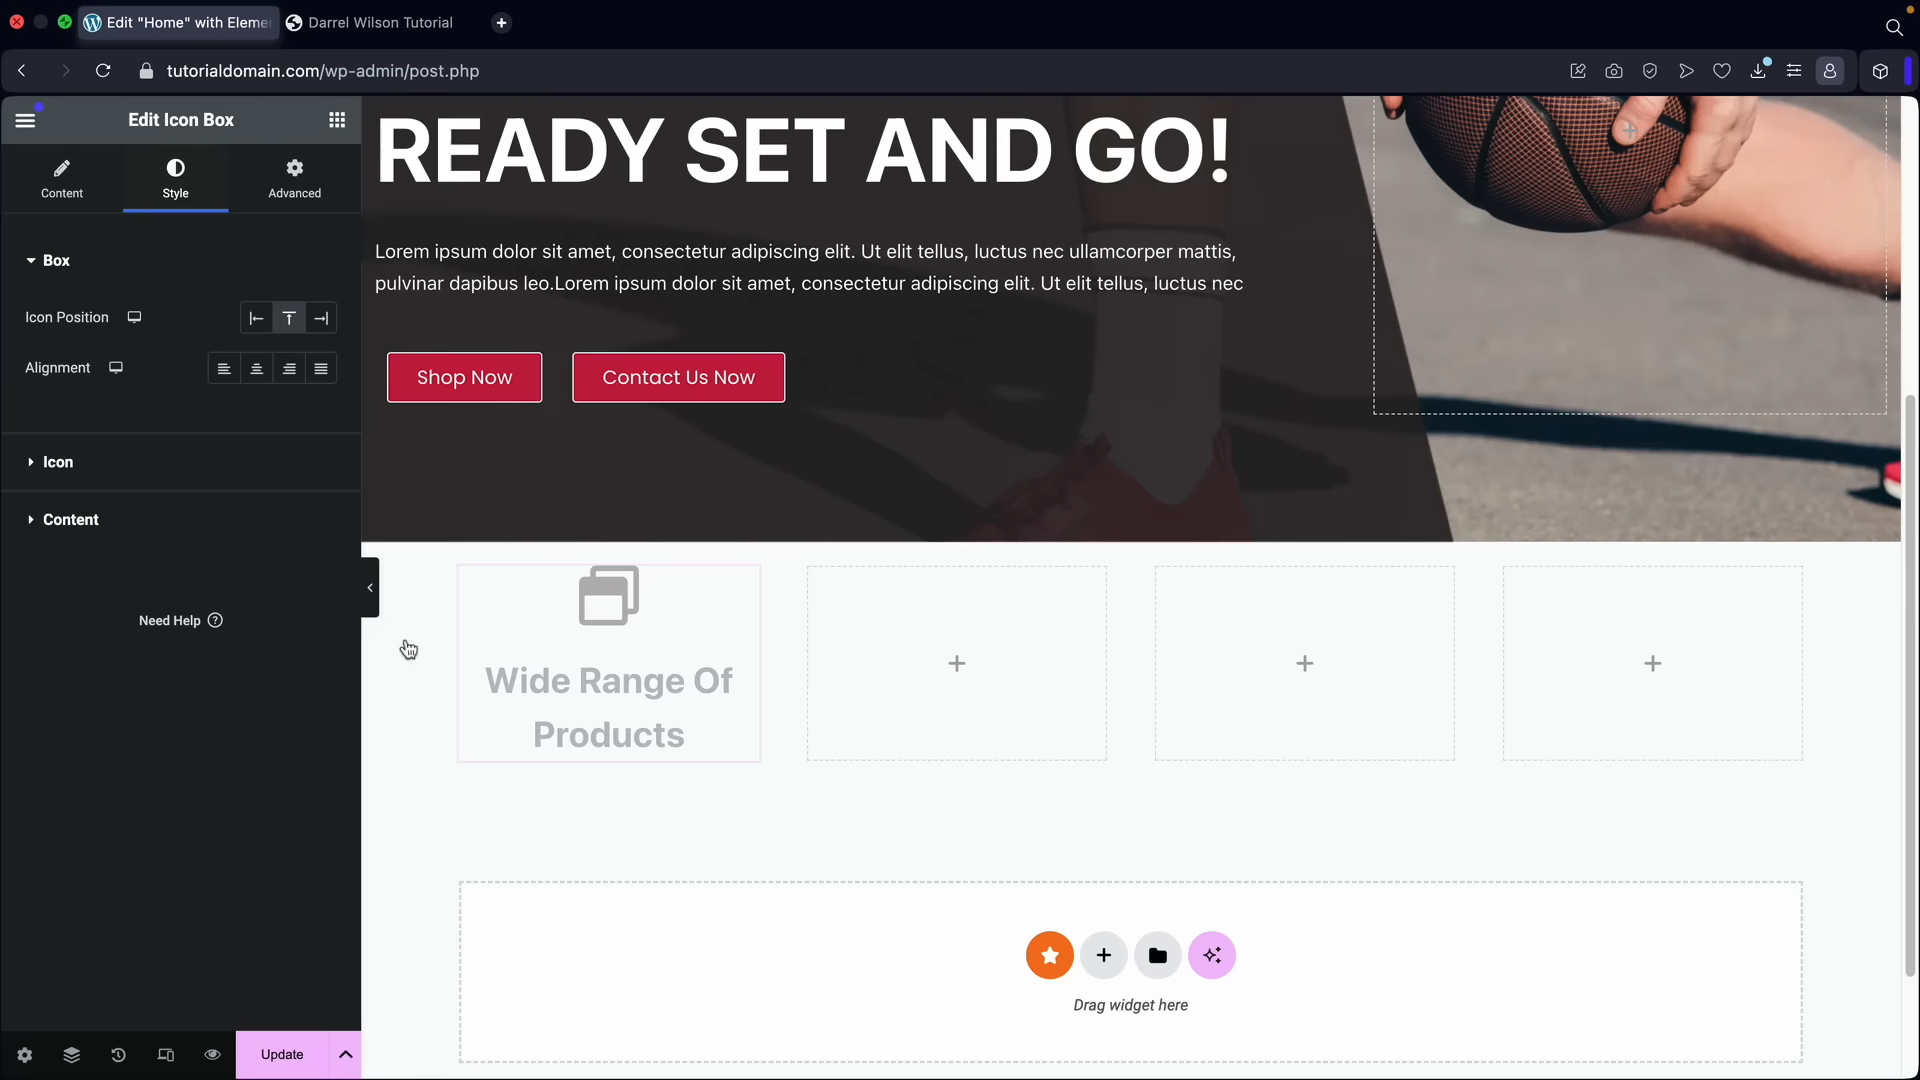 Edit "Home" with Eleme
Darrel Wilson Tutorial
tutorialdomain.com/wp-admin/post.php
Edit Icon Box
Content
Style
Advanced
Box
Icon Position
Alignment
Icon
Content
Need Help
Update
READY SET AND GO!
Lorem ipsum dolor sit amet, consectetur adipiscing elit. Ut elit tellus, luctus nec ullamcorper mattis,
pulvinar dapibus leo.Lorem ipsum dolor sit amet, consectetur adipiscing elit. Ut elit tellus, luctus nec
Shop Now
Contact Us Now
Wide Range Of
Products
Drag widget here